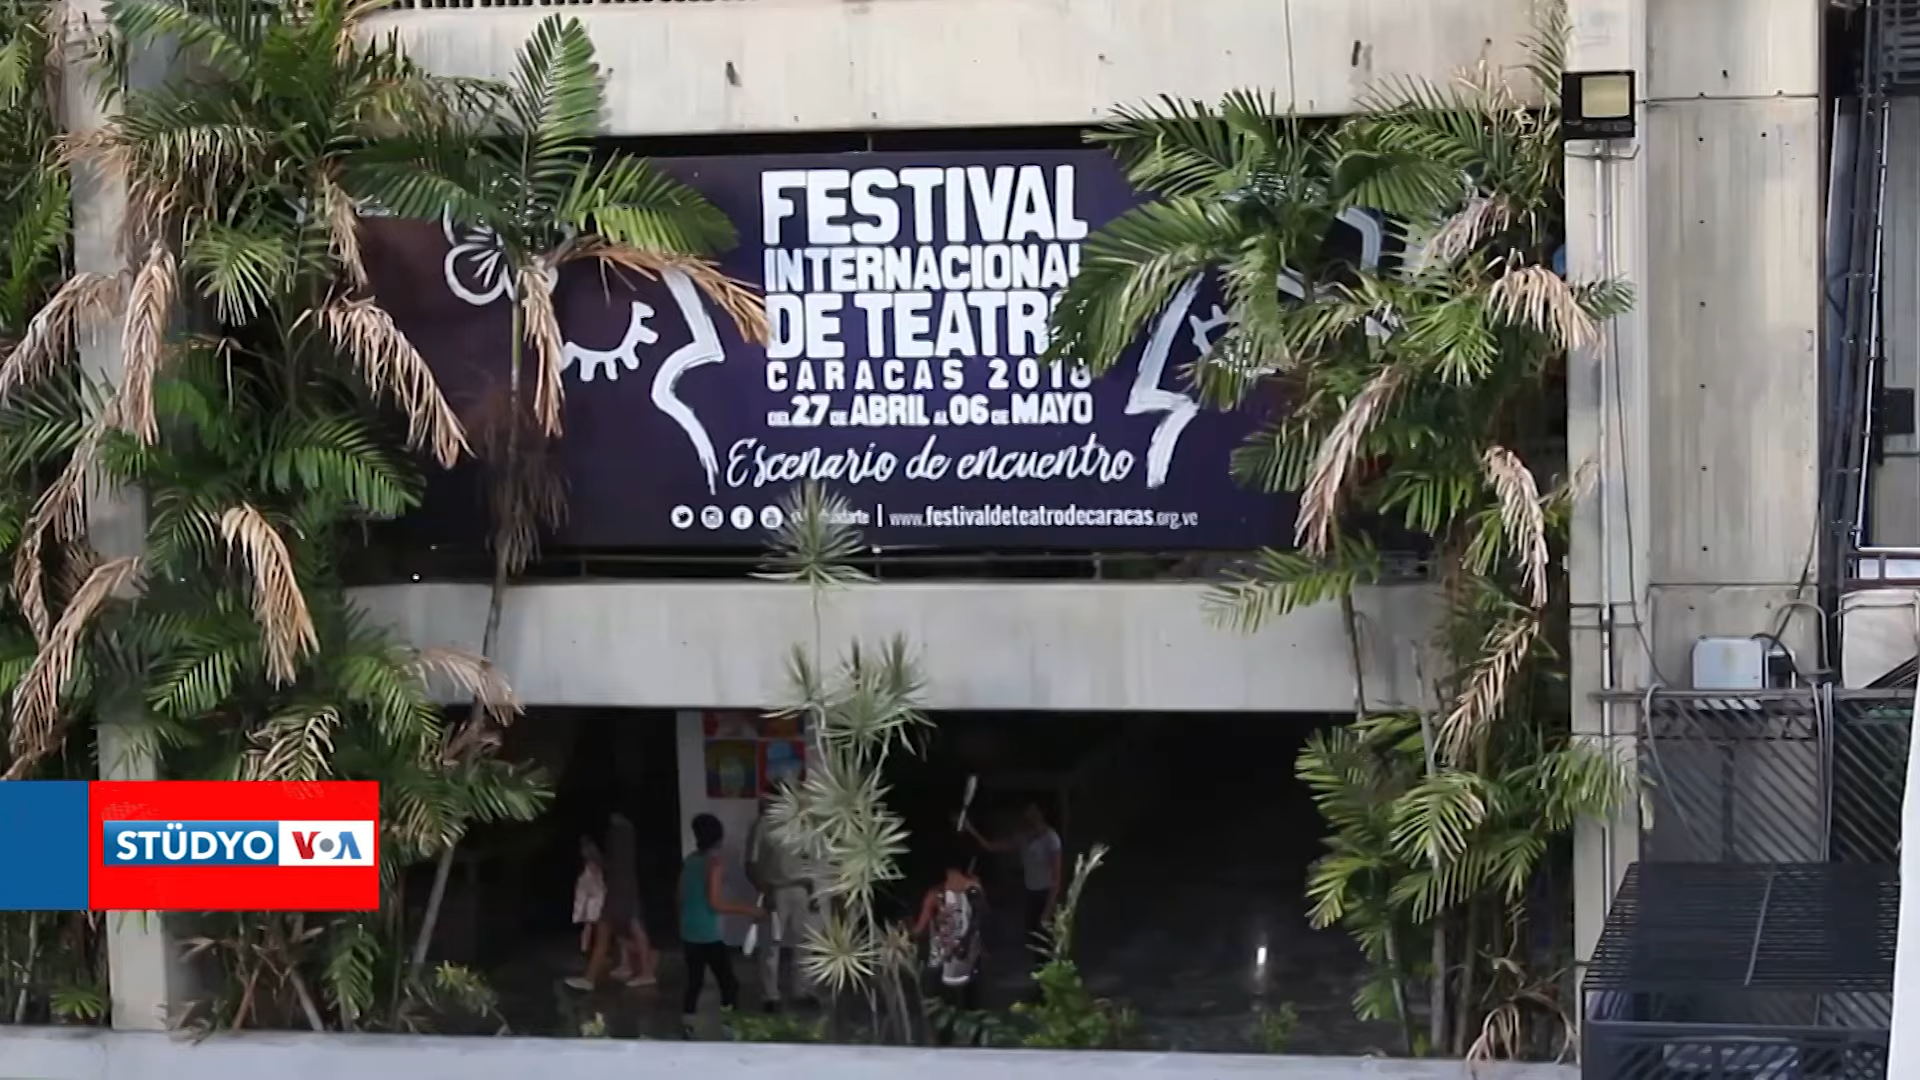 FESTIVAL
INTERNACIONAL
DE TEATRO
CARACAS 2018
DEL 27 DE ABRIL AL 06 DE MAYO
Escenario de encuentro
| www.festivaldeteatrodecaracas.org.ve
STÜDYO VOA